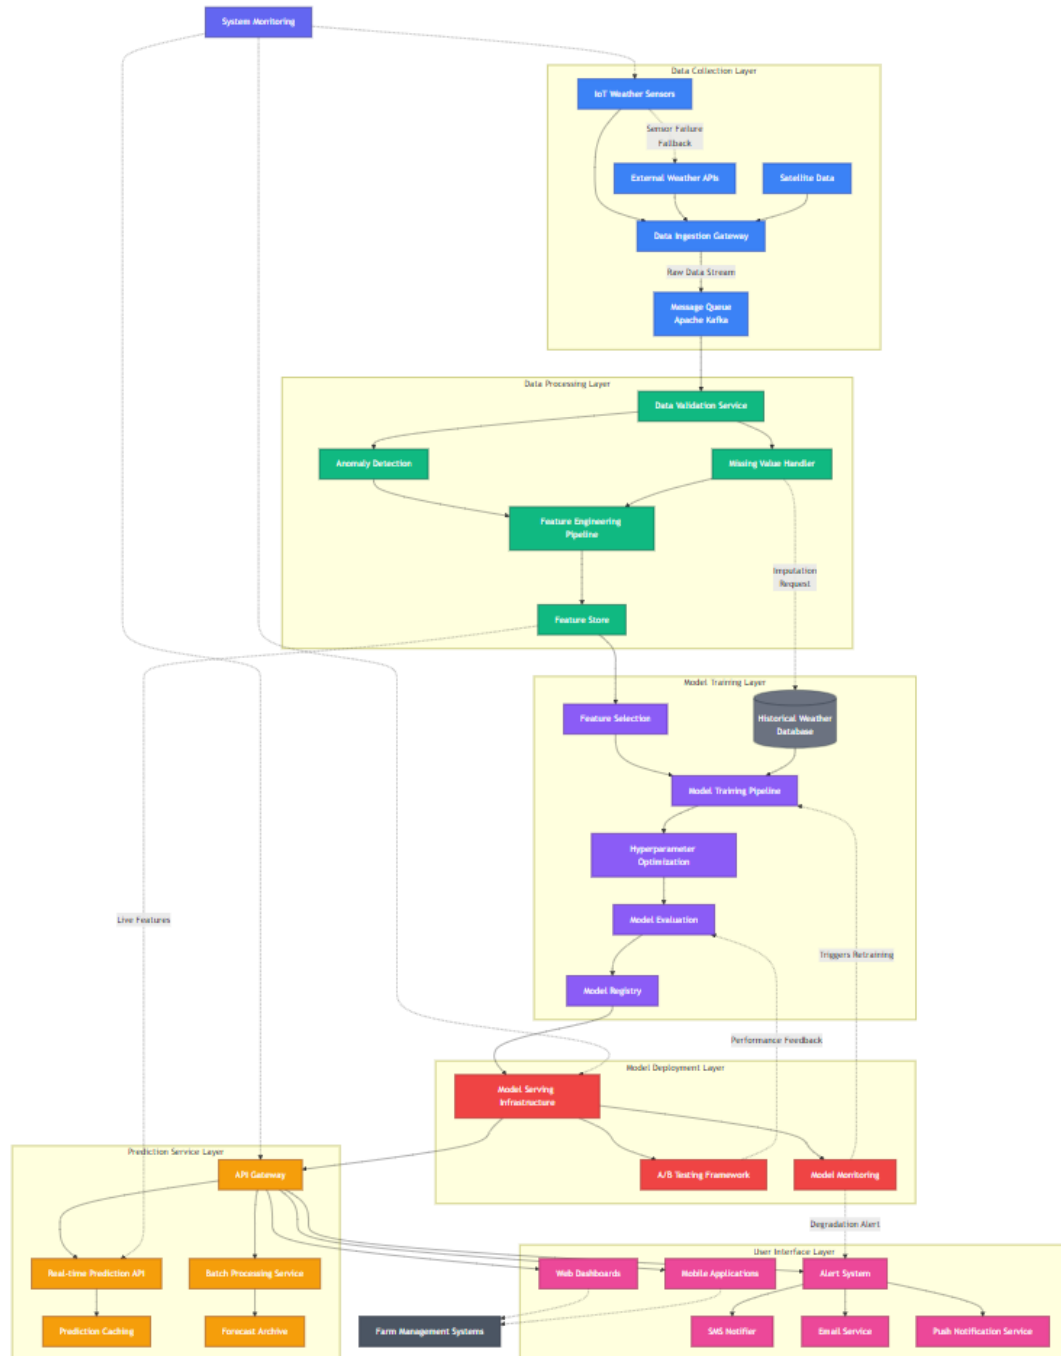 System Monitoring
Data Collection Layer
IoT Weather Sensors
Sensor Failure
Fallback
External Weather APIs
Satellite Data
Data Ingestion Gateway
Raw Data Stream
Message Queue
Apache Kafka
Data Processing Layer
Data Validation Service
Anomaly Detection
Missing Value Handler
Feature Engineering
Pipeline
Imputation
Request
Feature Store
Model Training Layer
Feature Selection
Historical Weather
Database
Model Training Pipeline
Hyperparameter
Optimization
Model Evaluation
Live Features
Triggers Retraining
Model Registry
Performance Feedback
Model Deployment Layer
Model Serving
Infrastructure
Prediction Service Layer
API Gateway
A/B Testing Framework
Model Monitoring
Degradation Alert
User Interface Layer
Real-time Prediction API
Batch Processing Service
Web Dashboards
Mobile Applications
Alert System
Prediction Caching
Forecast Archive
Farm Management Systems
SMS Notifier
Email Service
Push Notification Service